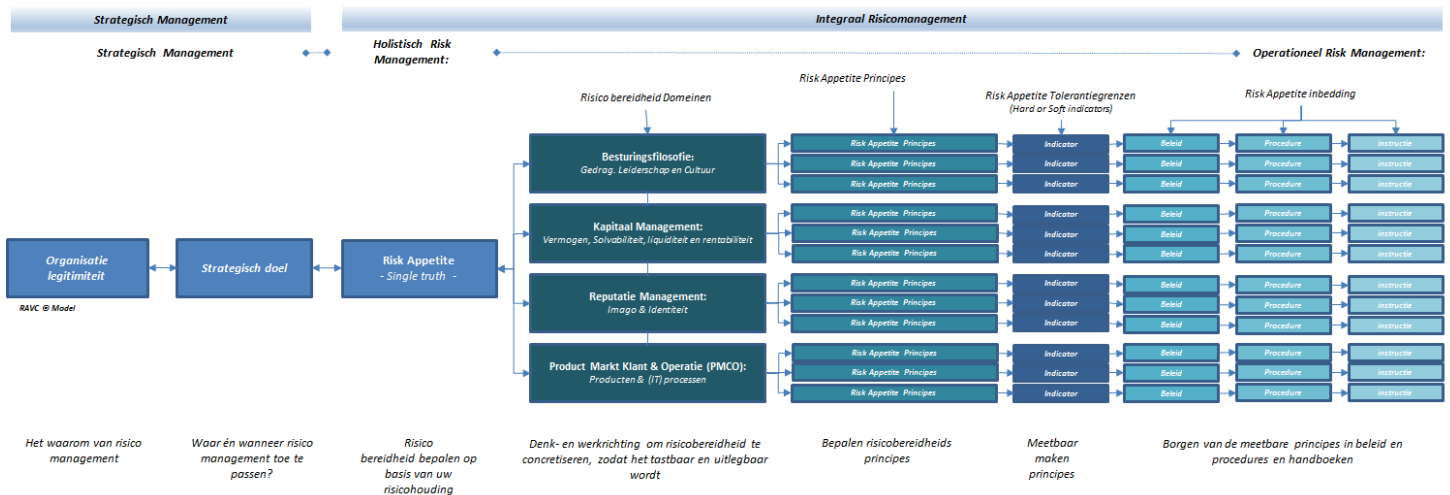 Strategisch Management
Integraal Risicomanagement
Strategisch Management
Holistisch Risk
Management:
Operationeel Risk Management:
Risico bereidheid Domeinen
Risk Appetite Principes
Risk Appetite Tolerantiegrenzen
(Hard or Soft indicators)
Risk Appetite inbedding
Organisatie
legitimiteit
RAVC ® Model
Strategisch doel
Risk Appetite
- Single truth -
Besturingsfilosofie:
Gedrag. Leiderschap en Cultuur
Risk Appetite Principes Indicator Beleid Procedure instructie
Risk Appetite Principes Indicator Beleid Procedure instructie
Risk Appetite Principes Indicator Beleid Procedure instructie
Kapitaal Management:
Vermogen, Solvabiliteit, liquiditeit en rentabiliteit
Risk Appetite Principes Indicator Beleid Procedure instructie
Risk Appetite Principes Indicator Beleid Procedure instructie
Risk Appetite Principes Indicator Beleid Procedure instructie
Reputatie Management:
Imago & Identiteit
Risk Appetite Principes Indicator Beleid Procedure instructie
Risk Appetite Principes Indicator Beleid Procedure instructie
Risk Appetite Principes Indicator Beleid Procedure instructie
Product Markt Klant & Operatie (PMCO):
Producten & (IT) processen
Risk Appetite Principes Indicator Beleid Procedure instructie
Risk Appetite Principes Indicator Beleid Procedure instructie
Risk Appetite Principes Indicator Beleid Procedure instructie
Het waarom van risico
management
Waar én wanneer risico
management toe te
passen?
Risico
bereidheid bepalen op
basis van uw
risicohouding
Denk- en werkrichting om risicobereidheid te
concretiseren, zodat het tastbaar en uitlegbaar
wordt
Bepalen risicobereidheids
principes
Meetbaar
maken
principes
Borgen van de meetbare principes in beleid en
procedures en handboeken